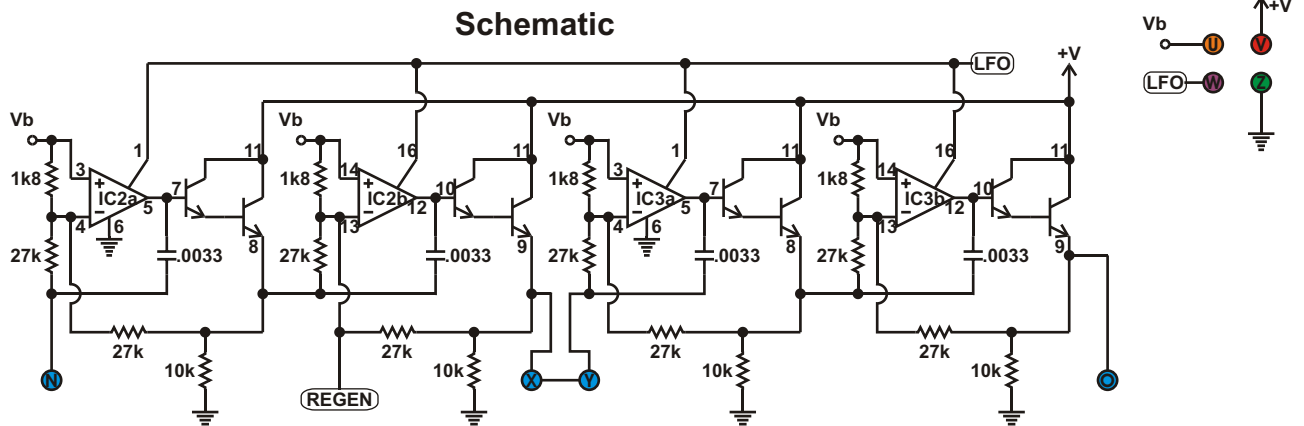 Schematic
+V
Vb
U
V
LFO
W
Z
LFO
+V
Vb
1
11
Vb
16
11
Vb
1
11
Vb
16
11
1k8
3
+
IC2a
7
5
−
4
6
1k8
14
+
IC2b
10
12
−
13
1k8
3
+
IC3a
7
5
−
4
6
1k8
14
+
IC3b
10
12
−
13
27k
.0033
8
27k
.0033
9
27k
.0033
8
27k
.0033
9
27k
10k
27k
10k
27k
10k
27k
10k
N
REGEN
X
Y
O